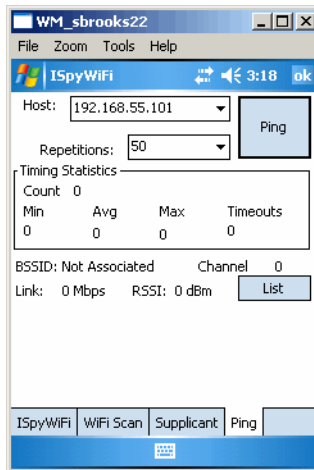 WM_sbrooks22
File Zoom Tools Help
ISpyWiFi 3:18 ok
Host: 192.168.55.101 Ping
Repetitions: 50
Timing Statistics
Count 0
Min Avg Max Timeouts
0 0 0 0
BSSID: Not Associated Channel 0
Link: 0 Mbps RSSI: 0 dBm List
ISpyWiFi WiFi Scan Supplicant Ping